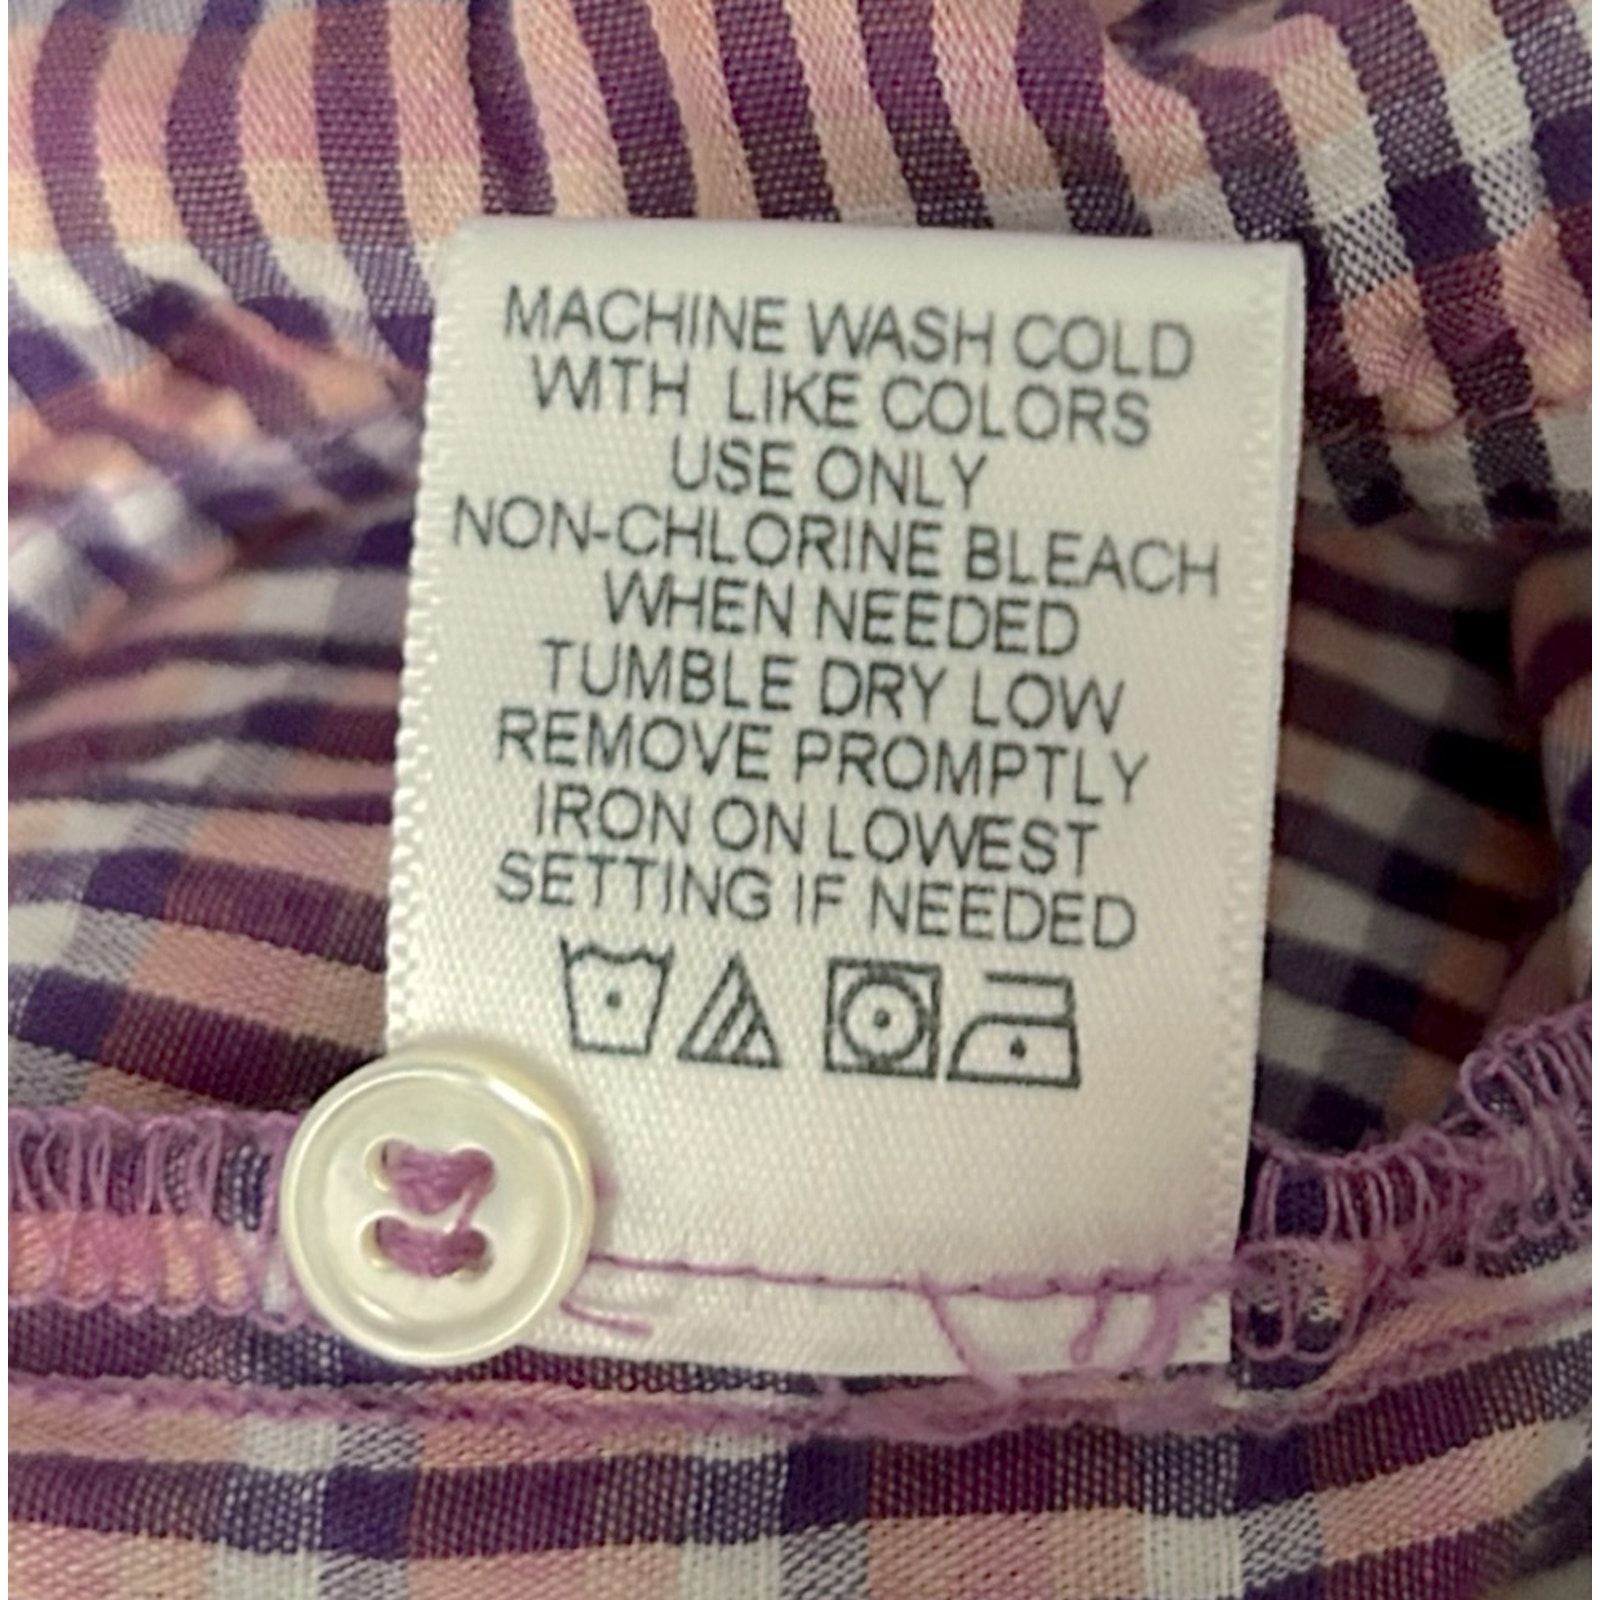 MACHINE WASH COLD
WITH LIKE COLORS
USE ONLY
NON-CHLORINE BLEACH
WHEN NEEDED
TUMBLE DRY LOW
REMOVE PROMPTLY
IRON ON LOWEST
SETTING IF NEEDED